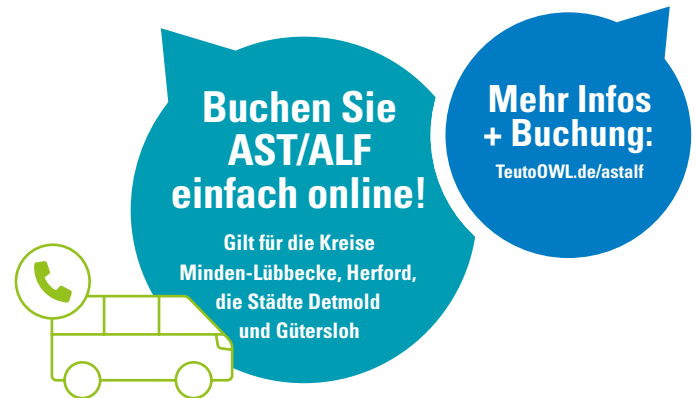 Buchen Sie
AST/ALF
einfach online!
Gilt für die Kreise
Minden-Lübbecke, Herford,
die Städte Detmold
und Gütersloh
Mehr Infos
+ Buchung:
TeutoOWL.de/astalf